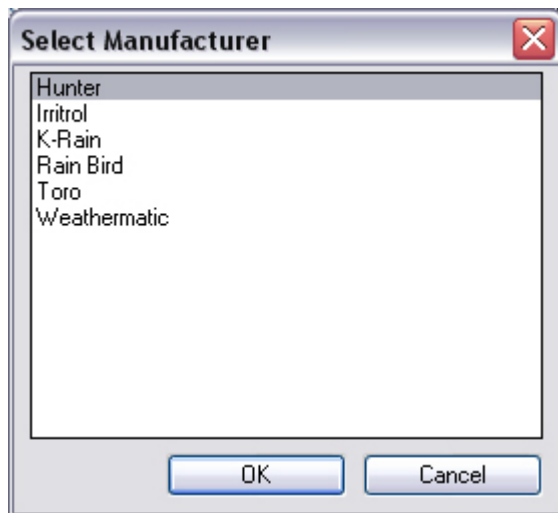 Select Manufacturer
Hunter
Irritrol
K-Rain
Rain Bird
Toro
Weathermatic
OK
Cancel